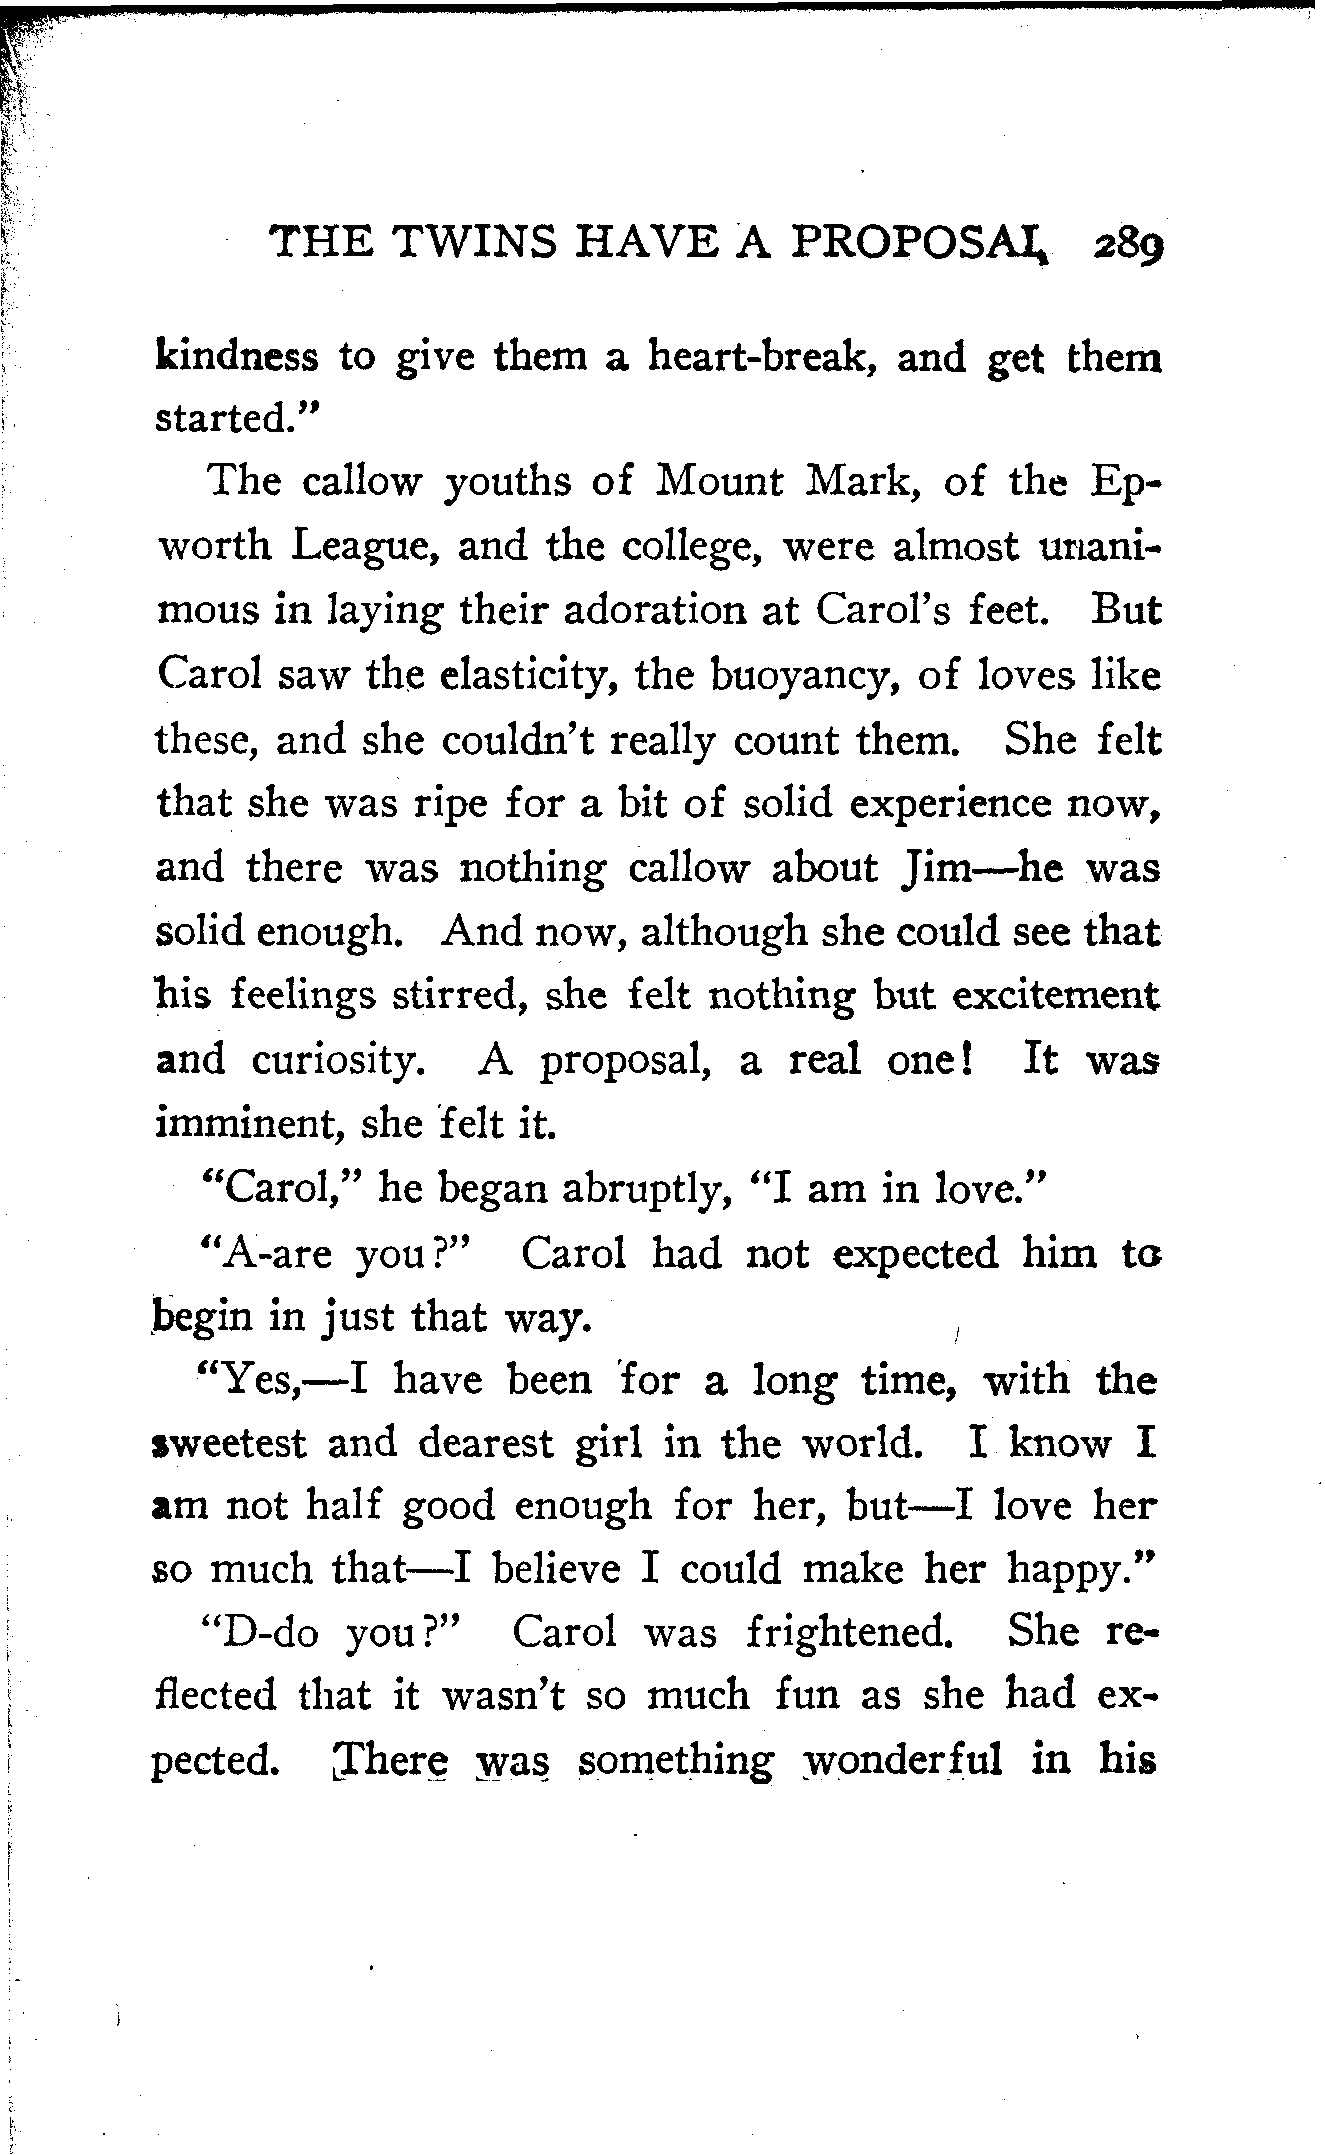 THE TWINS HAVE A PROPOSAL 289
kindness to give them a heart-break, and get them
started."
The callow youths of Mount Mark, of the Ep-
worth League, and the college, were almost unani-
mous in laying their adoration at Carol's feet. But
Carol saw the elasticity, the buoyancy, of loves like
these, and she couldn't really count them. She felt
that she was ripe for a bit of solid experience now,
and there was nothing callow about Jim—he was
solid enough. And now, although she could see that
his feelings stirred, she felt nothing but excitement
and curiosity. A proposal, a real one! It was
imminent, she felt it.
"Carol," he began abruptly, "I am in love."
"A-are you?" Carol had not expected him to
begin in just that way.
"Yes,—I have been for a long time, with the
sweetest and dearest girl in the world. I know I
am not half good enough for her, but—I love her
so much that—I believe I could make her happy."
"D-do you?" Carol was frightened. She re-
flected that it wasn't so much fun as she had ex-
pected. There was something wonderful in his